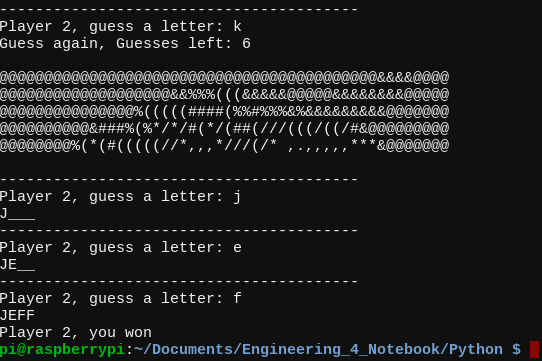 ----------------------------------------
Player 2, guess a letter: k
Guess again, Guesses left: 6
@@@@@@@@@@@@@@@@@@@@@@@@@@@@@@@@@@@@@@@@@@&&&&@@@@
@@@@@@@@@@@@@@@@@@@&&%%%(((&&&&&@@@@@&&&&&&&&@@@@@
@@@@@@@@@@@@@@@%(((((####(%%#%%%&%&&&&&&&&&@@@@@@@
@@@@@@@@@@&###%(%*/*/#(*/(##(///(((/((/#&@@@@@@@@@
@@@@@@@@%(*(#(((((//*,,,*///(/* ,.,,,,,***&@@@@@@@
----------------------------------------
Player 2, guess a letter: j
J___
----------------------------------------
Player 2, guess a letter: e
JE__
----------------------------------------
Player 2, guess a letter: f
JEFF
Player 2, you won
pi@raspberrypi:~/Documents/Engineering_4_Notebook/Python $